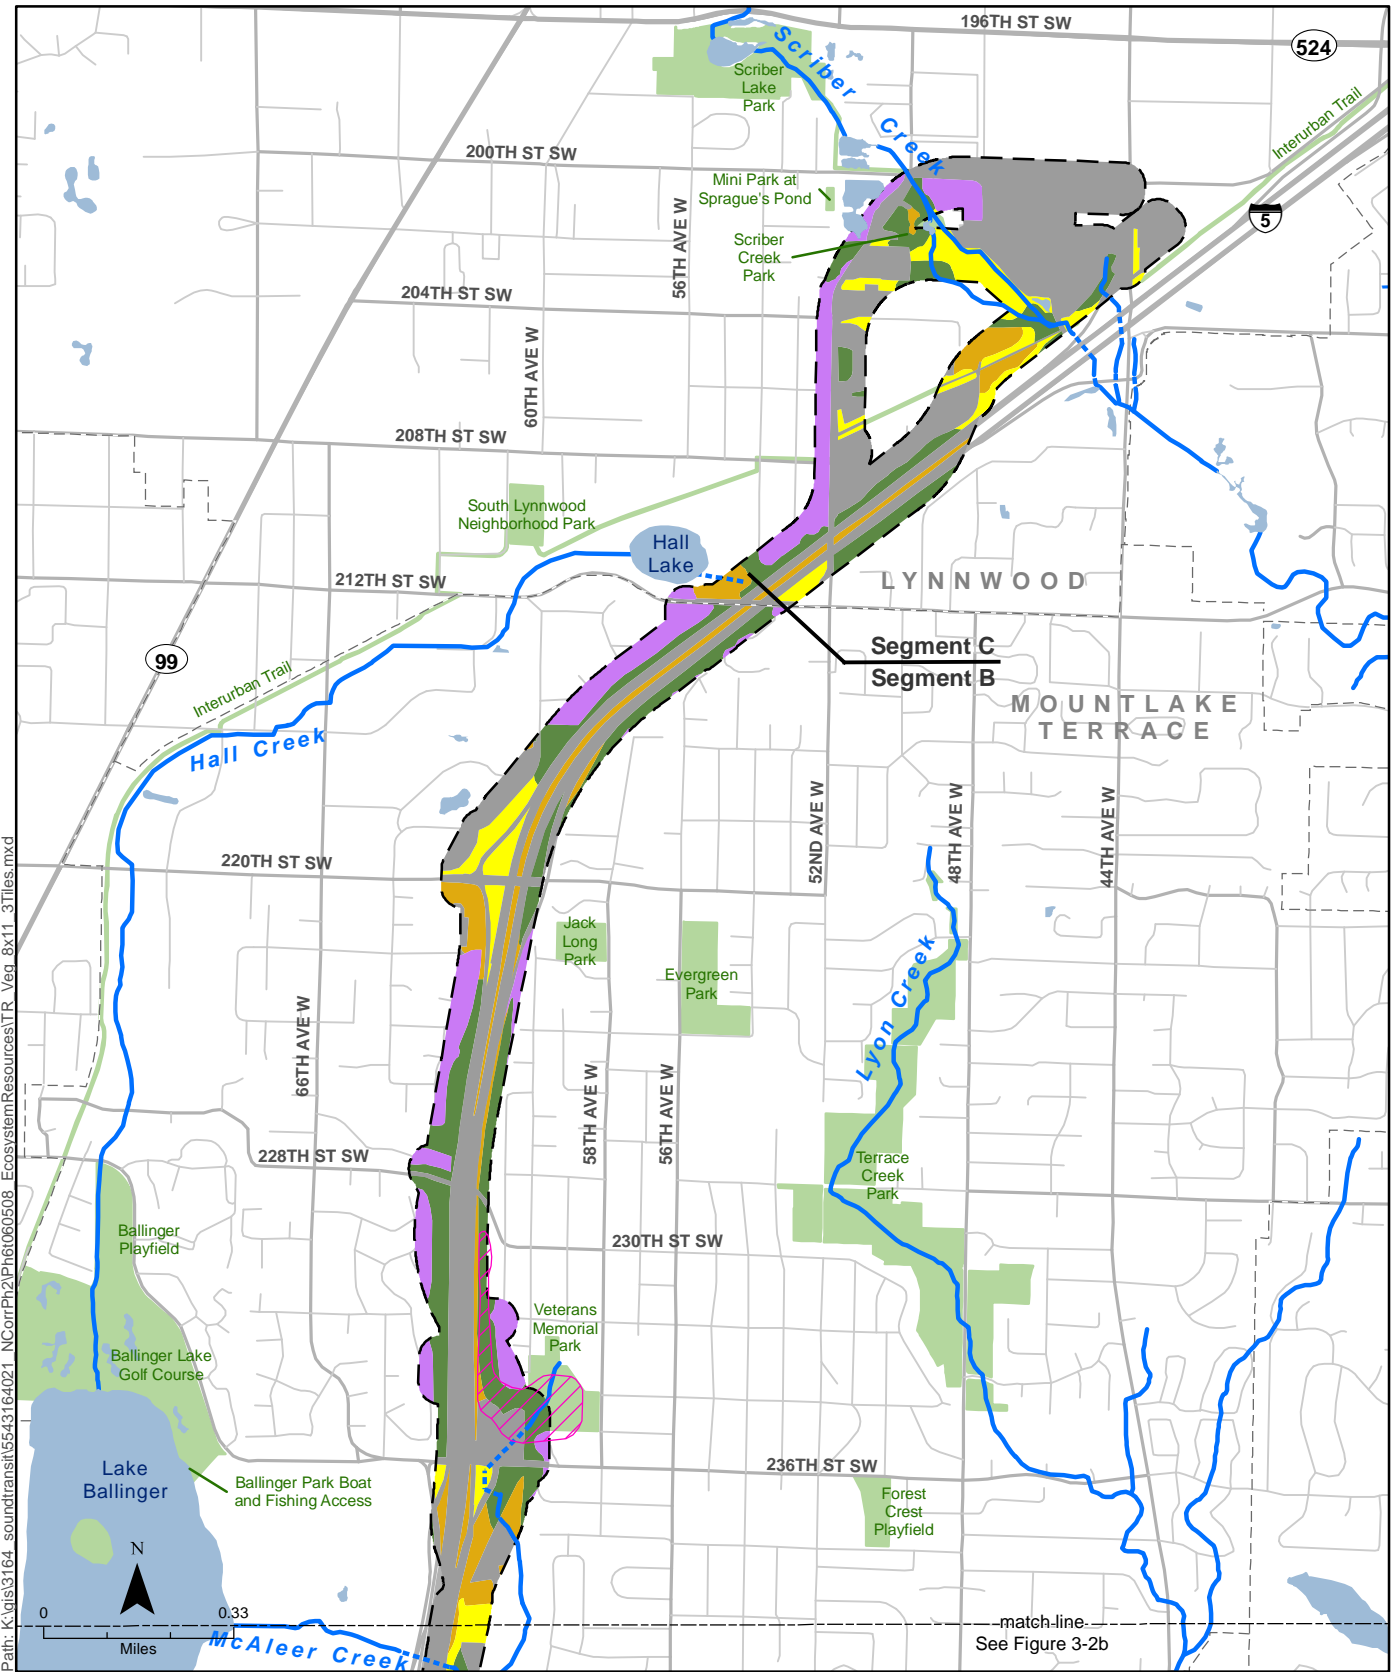 196TH ST SW
524
Scriber
Creek
Scriber
Lake
Park
Interurban Trail
200TH ST SW
Mini Park at
Sprague's Pond
5
56TH AVE W
Scriber
Creek
Park
204TH ST SW
60TH AVE W
208TH ST SW
South Lynnwood
Neighborhood Park
Hall
Lake
212TH ST SW
LYNNWOOD
Segment C
Segment B
99
Interurban Trail
MOUNTLAKE
TERRACE
Hall Creek
52ND AVE W
48TH AVE W
44TH AVE W
220TH ST SW
Jack
Long
Park
Evergreen
Park
Lyon Creek
66TH AVE W
58TH AVE W
56TH AVE W
228TH ST SW
Terrace
Creek
Park
Ballinger
Playfield
230TH ST SW
Veterans
Memorial
Park
Ballinger Lake
Golf Course
Lake
Ballinger
Ballinger Park Boat
and Fishing Access
236TH ST SW
Forest
Crest
Playfield
N
0 0.33
Miles
McAleer Creek
match line
See Figure 3-2b
Path: K:\gis\3164_soundtransit\5543164021_NCorrPh2\Ph6t060508_EcosystemResources\TR_Veg_8x11_3Tiles.mxd